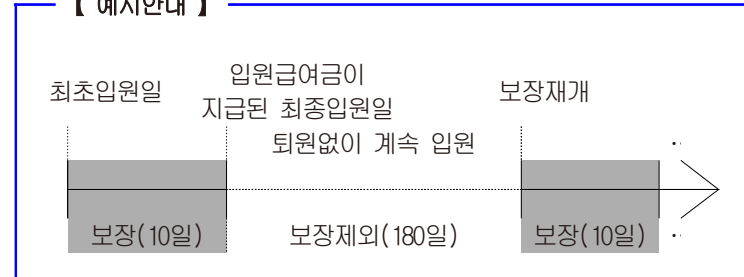 【 예시안내 】
최초입원일
입원급여금이
지급된 최종입원일
보장재개
퇴원없이 계속 입원
보장(10일)
보장제외(180일)
보장(10일)